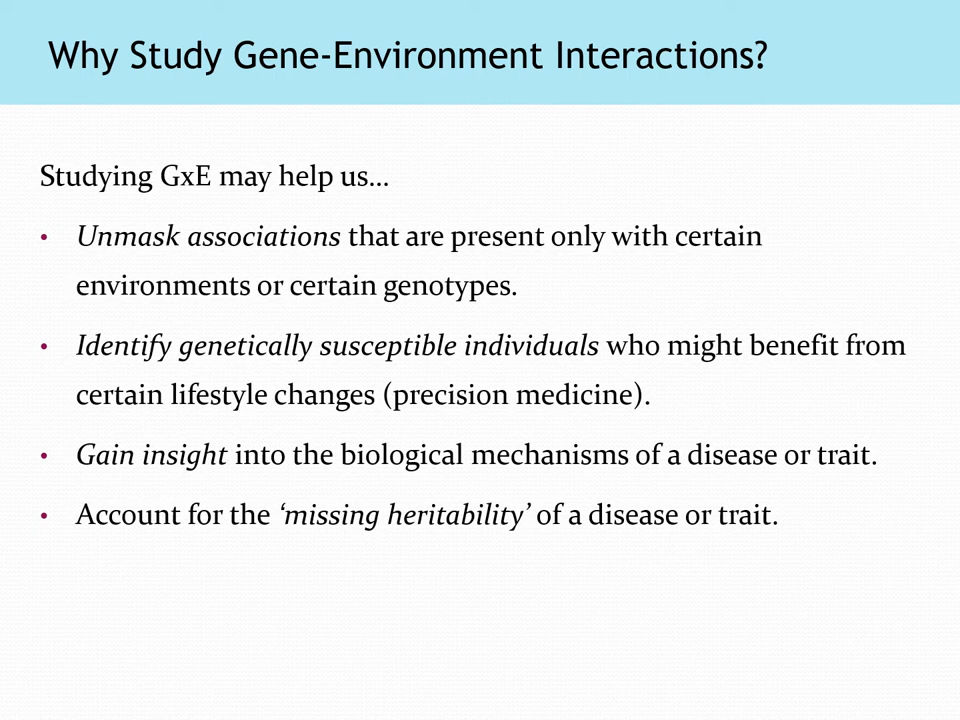 Why Study Gene-Environment Interactions?
Studying GxE may help us…
• Unmask associations that are present only with certain
environments or certain genotypes.
• Identify genetically susceptible individuals who might benefit from
certain lifestyle changes (precision medicine).
• Gain insight into the biological mechanisms of a disease or trait.
• Account for the ‘missing heritability’ of a disease or trait.